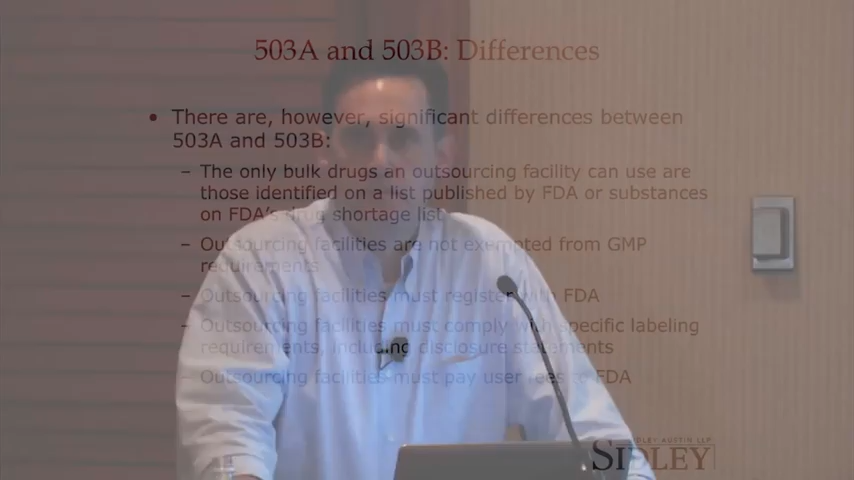 503A and 503B: Differences
• There are, however, significant differences between
503A and 503B:
– The only bulk drugs an outsourcing facility can use are
those identified on a list published by FDA or substances
on FDA's drug shortage list
– Outsourcing facilities are not exempted from GMP
requirements
– Outsourcing facilities must register with FDA
– Outsourcing facilities must comply with specific labeling
requirements, including disclosure statements
– Outsourcing facilities must pay user fees to FDA
SIDLEY AUSTIN LLP
SIDLEY